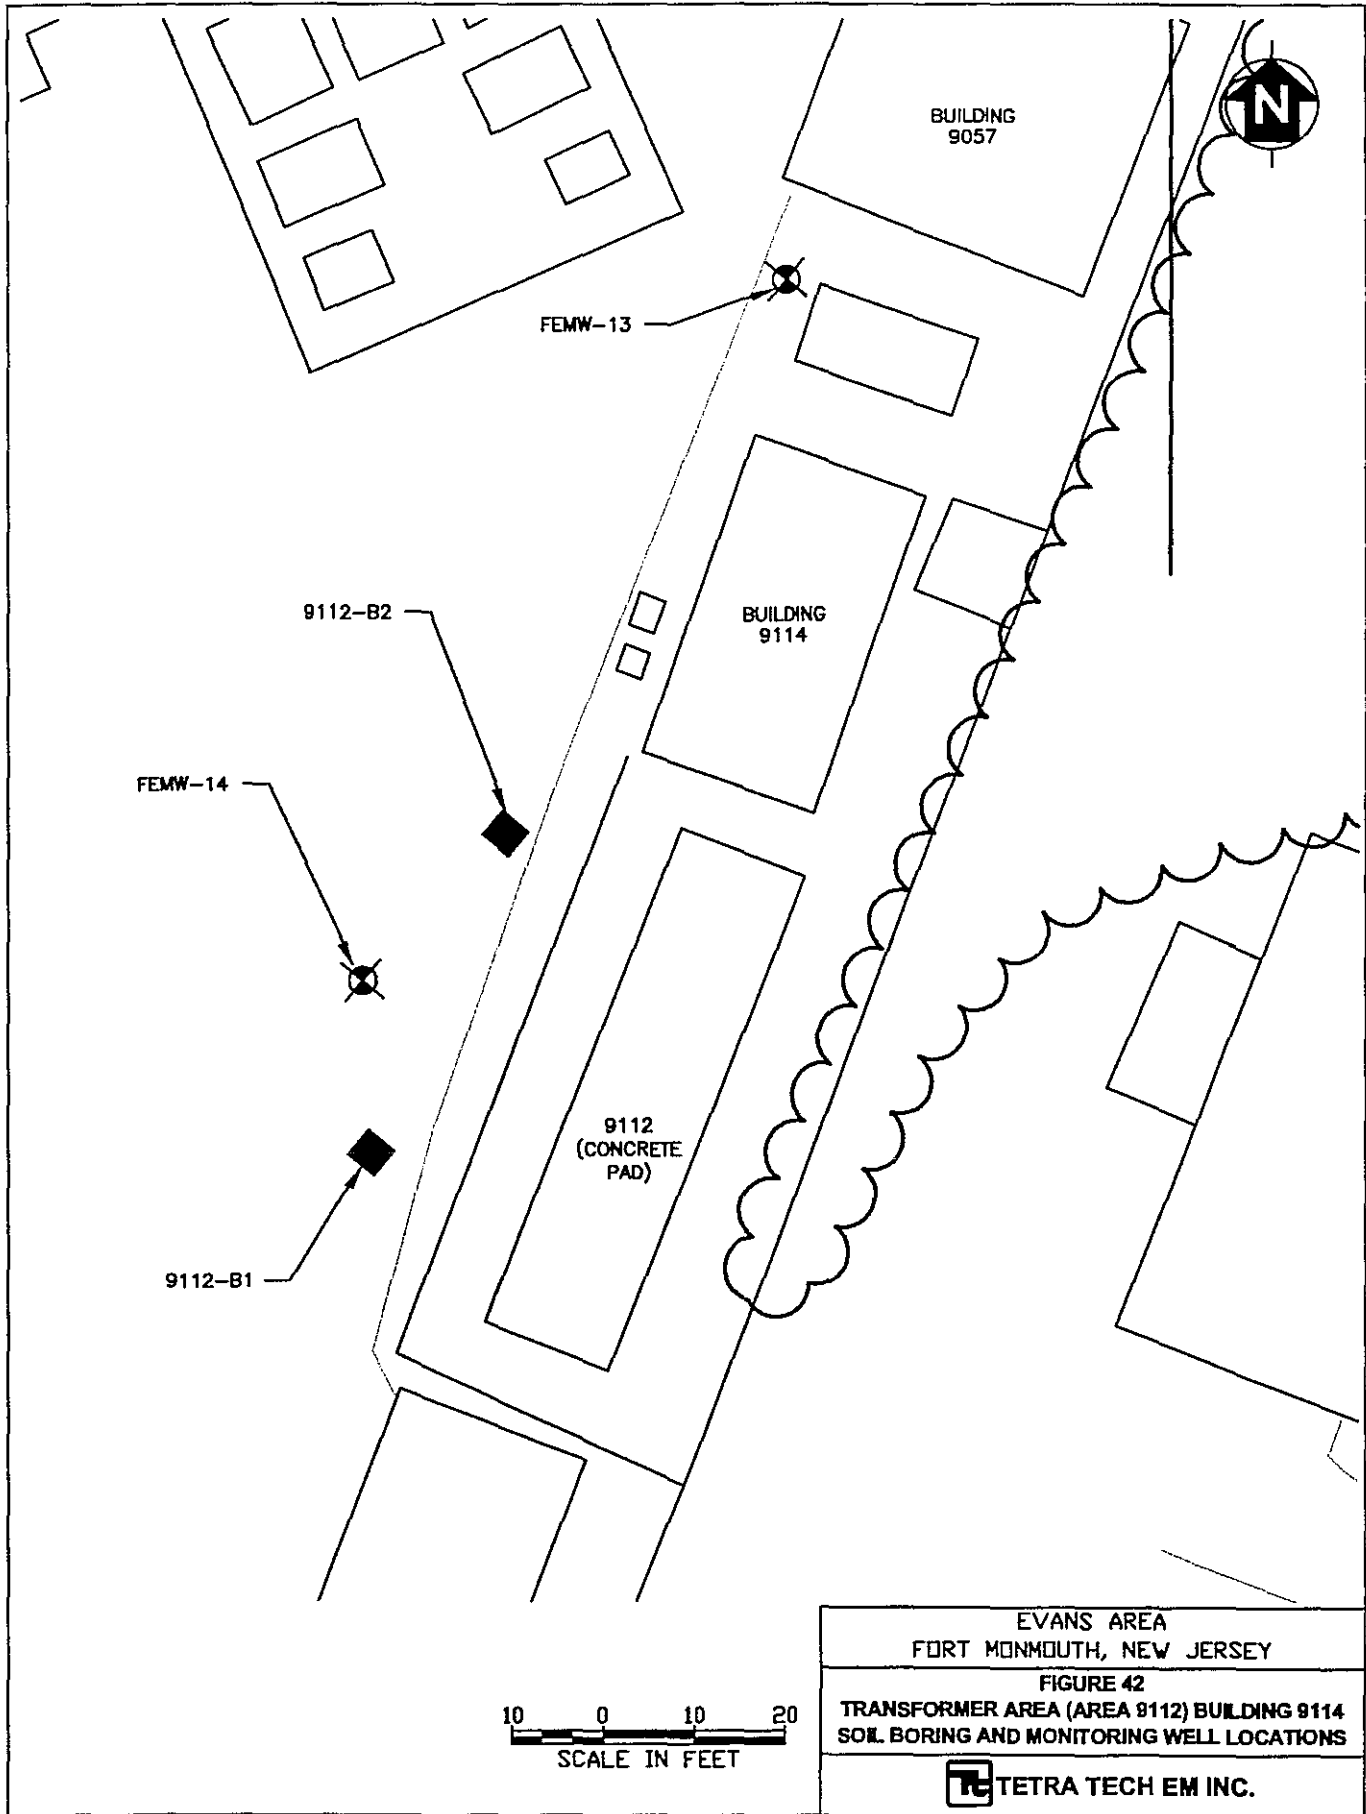 N
BUILDING
9057
FEMW-13
9112-B2
BUILDING
9114
FEMW-14
9112
(CONCRETE
PAD)
9112-B1
EVANS AREA
FORT MONMOUTH, NEW JERSEY
FIGURE 42
TRANSFORMER AREA (AREA 9112) BUILDING 9114
SOIL BORING AND MONITORING WELL LOCATIONS
10 0 10 20
SCALE IN FEET
Tt TETRA TECH EM INC.